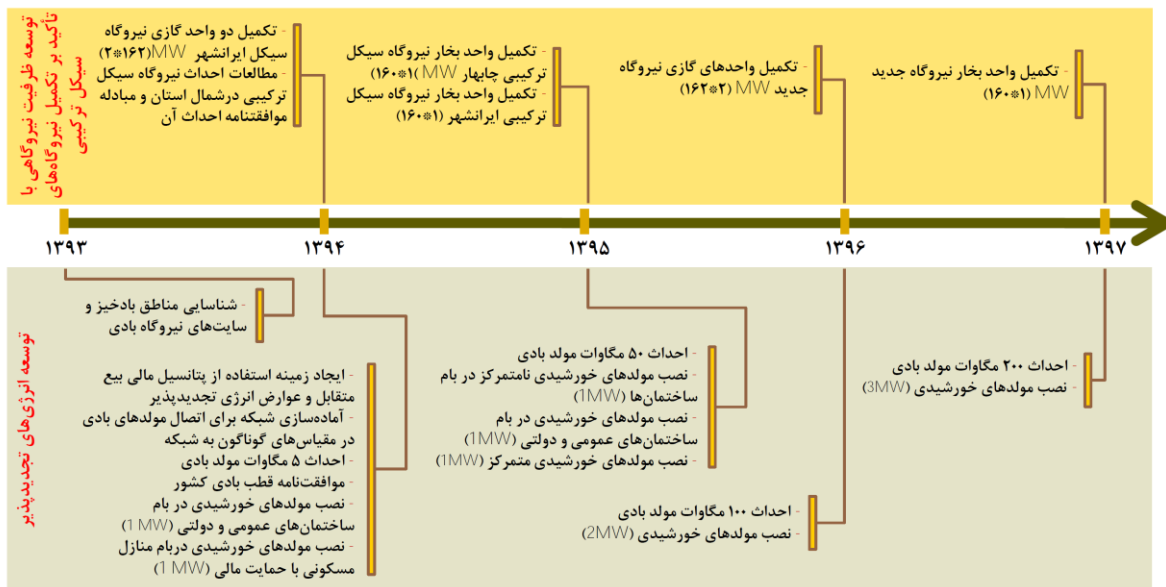 توسعه ظرفیت نیروگاهی با
تأکید بر تکمیل نیروگاه‌های
سیکل ترکیبی
- تکمیل دو واحد گازی نیروگاه
سیکل ایرانشهر MW(۲*۱۶۲)
- مطالعات احداث نیروگاه سیکل
ترکیبی درشمال استان و مبادله
موافقتنامه احداث آن
- تکمیل واحد بخار نیروگاه سیکل
ترکیبی چابهار MW (۱*۱۶۰)
- تکمیل واحد بخار نیروگاه سیکل
ترکیبی ایرانشهر (۱*۱۶۰)
- تکمیل واحدهای گازی نیروگاه
جدید MW (۲*۱۶۲)
- تکمیل واحد بخار نیروگاه جدید
MW (۱*۱۶۰)
۱۳۹۳
۱۳۹۴
۱۳۹۵
۱۳۹۶
۱۳۹۷
توسعه انرژی‌های تجدیدپذیر
- شناسایی مناطق بادخیز و
سایت‌های نیروگاه بادی
- ایجاد زمینه استفاده از پتانسیل مالی بیع
متقابل و عوارض انرژی تجدیدپذیر
- آماده‌سازی شبکه برای اتصال مولدهای بادی
در مقیاس‌های گوناگون به شبکه
- احداث ۵ مگاوات مولد بادی
- موافقت‌نامه قطب بادی کشور
- نصب مولدهای خورشیدی در بام
ساختمان‌های عمومی و دولتی (1 MW)
- نصب مولدهای خورشیدی دربام منازل
مسکونی با حمایت مالی (1 MW)
- احداث ۵۰ مگاوات مولد بادی
- نصب مولدهای خورشیدی نامتمرکز در بام
ساختمان‌ها (1MW)
- نصب مولدهای خورشیدی در بام
ساختمان‌های عمومی و دولتی (1MW)
- نصب مولدهای خورشیدی متمرکز (1MW)
- احداث ۱۰۰ مگاوات مولد بادی
- نصب مولدهای خورشیدی (2MW)
- احداث ۲۰۰ مگاوات مولد بادی
- نصب مولدهای خورشیدی (3MW)